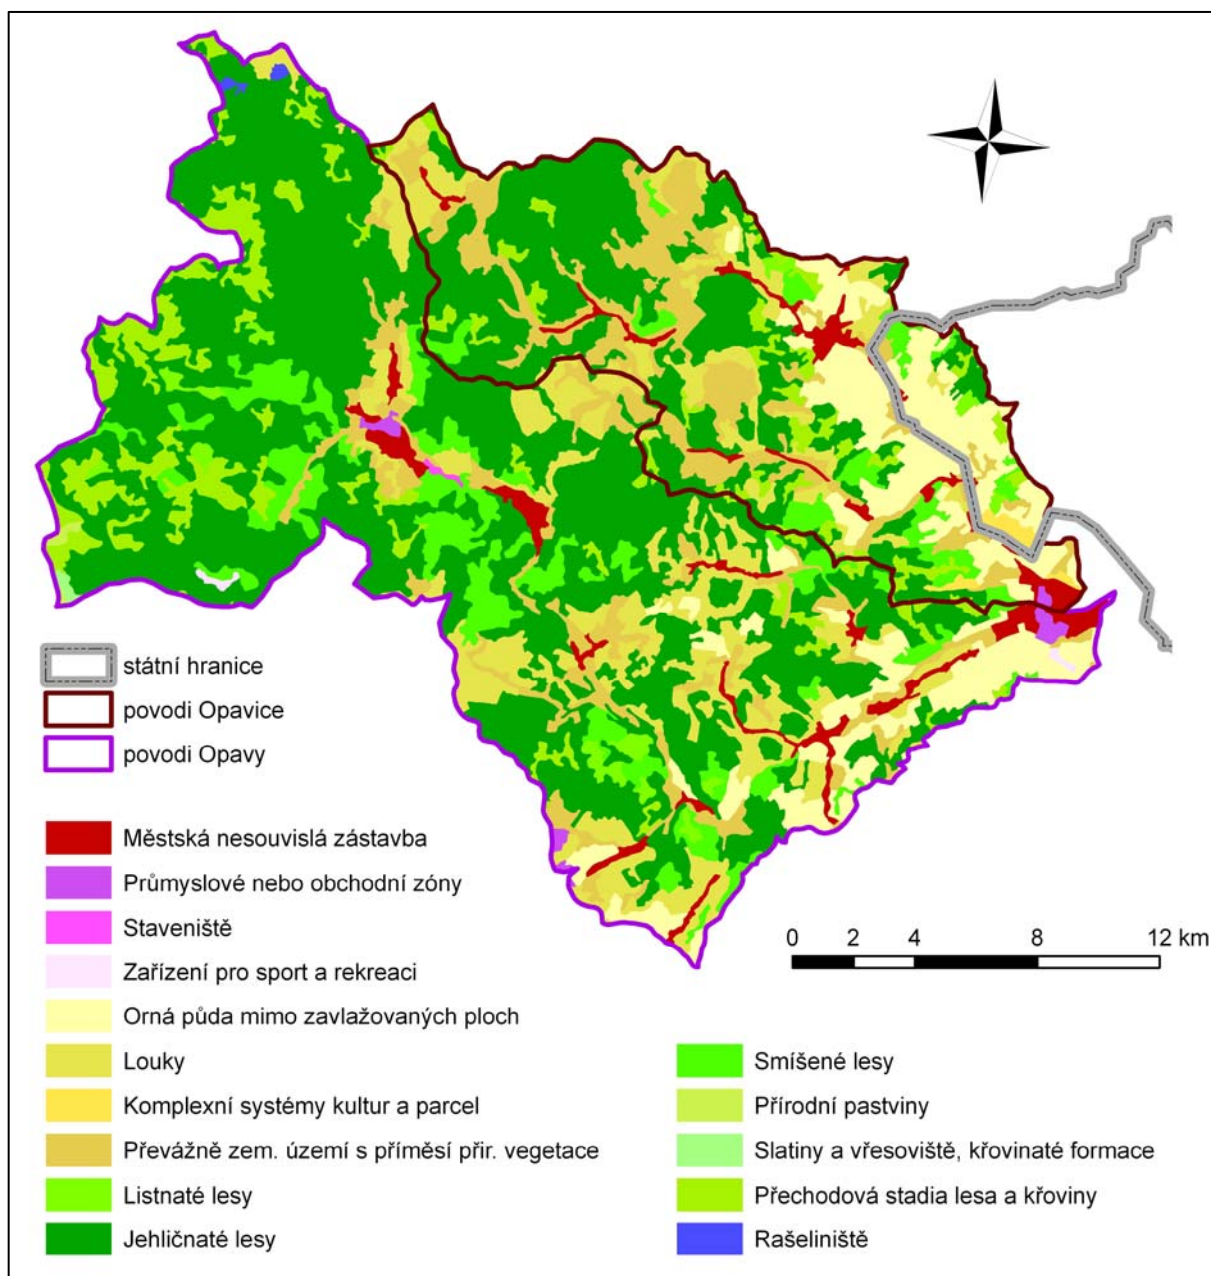 státní hranice
povodi Opavice
povodi Opavy
0 2 4 8 12 km
Městská nesouvislá zástavba
Průmyslové nebo obchodní zóny
Staveniště
Zařízení pro sport a rekreaci
Orná půda mimo zavlažovaných ploch
Louky
Komplexní systémy kultur a parcel
Převážně zem. území s příměsí přir. vegetace
Listnaté lesy
Jehličnaté lesy
Smíšené lesy
Přírodní pastviny
Slatiny a vřesoviště, křovinaté formace
Přechodová stadia lesa a křoviny
Rašeliniště